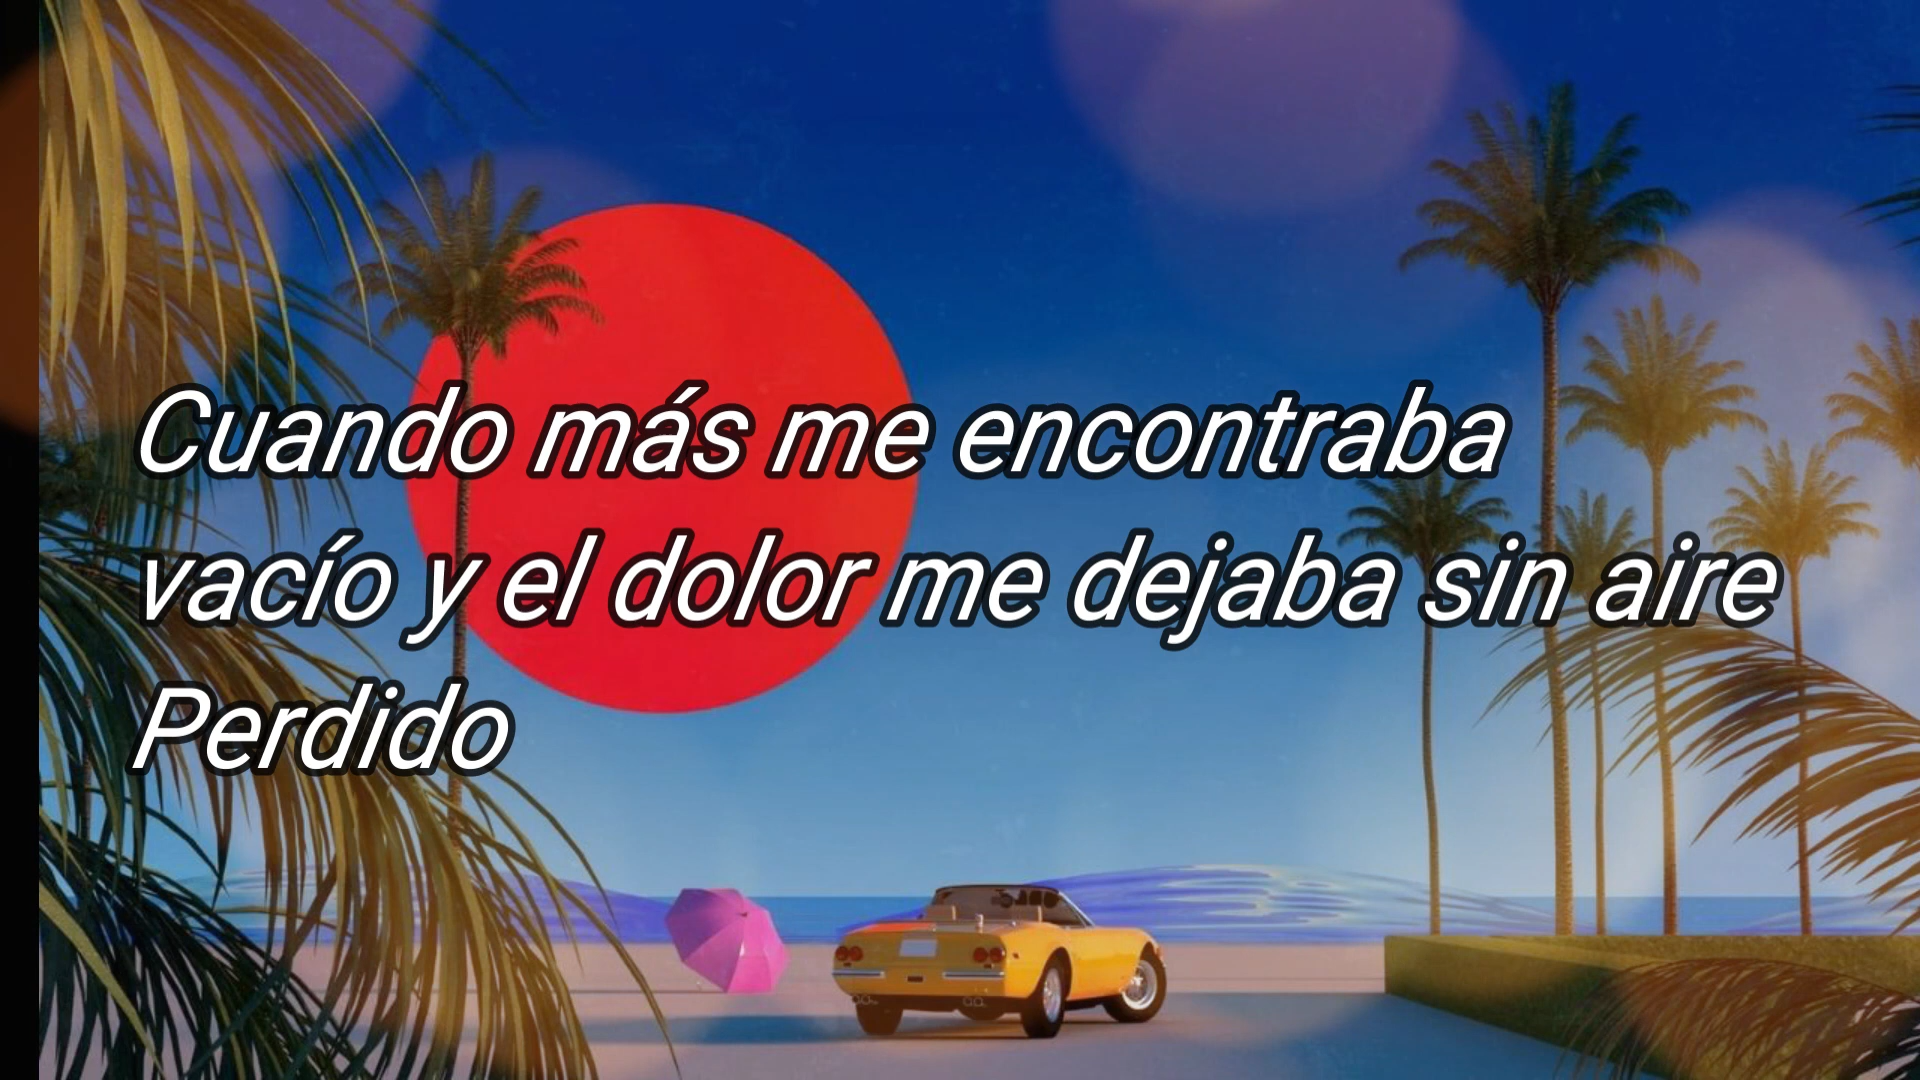 Cuando más me encontraba
vacío y el dolor me dejaba sin aire
Perdido